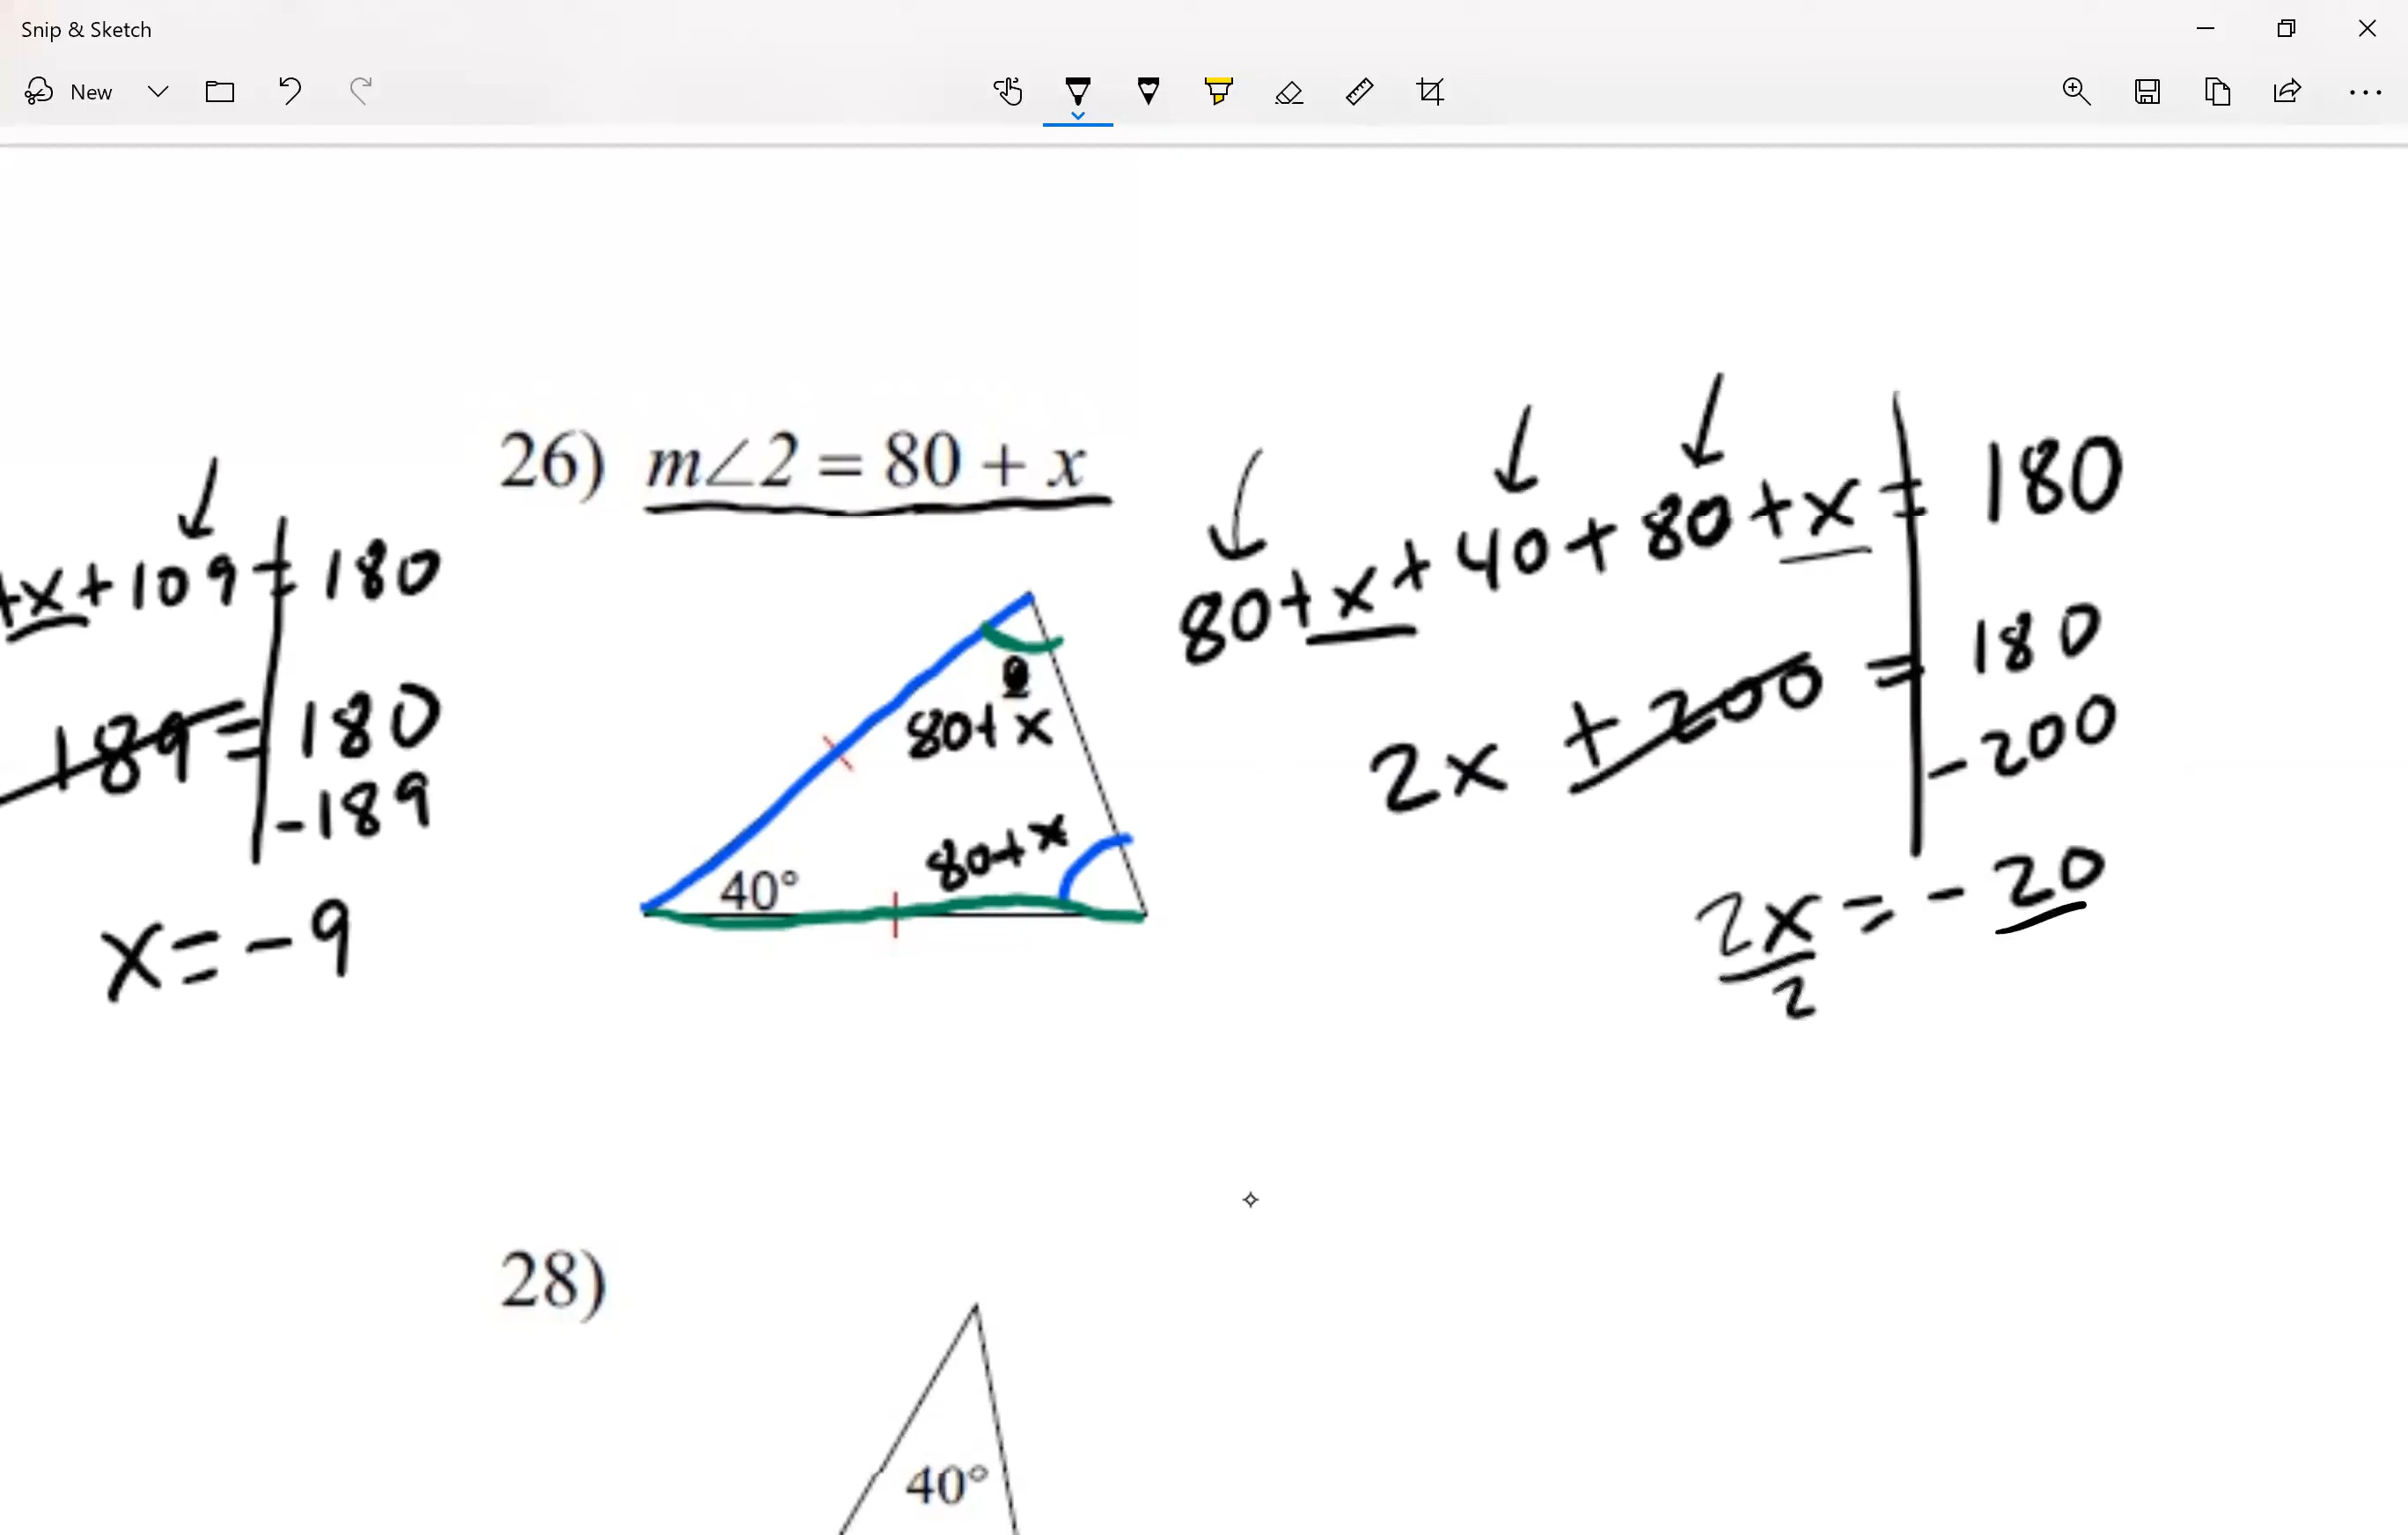 Snip & Sketch
New
26) m∠2 = 80 + x
+x + 109 = 180
189 = 180
-189
x = -9
2
80+x
80+x
40°
80+x + 40 + 80 + x = 180
2x + 200 = 180
-200
2x = -20
2
28)
40°